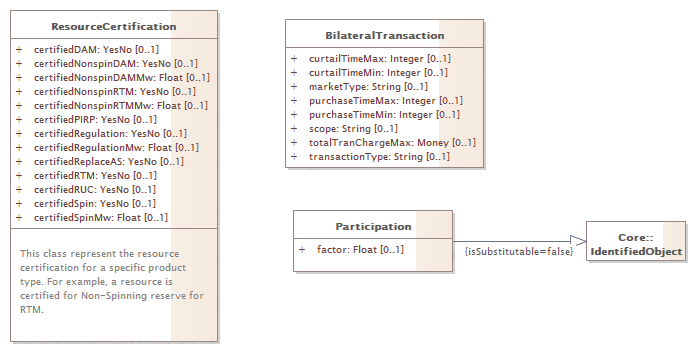 ResourceCertification
+ certifiedDAM: YesNo [0..1]
+ certifiedNonspinDAM: YesNo [0..1]
+ certifiedNonspinDAMMw: Float [0..1]
+ certifiedNonspinRTM: YesNo [0..1]
+ certifiedNonspinRTMMw: Float [0..1]
+ certifiedPIRP: YesNo [0..1]
+ certifiedRegulation: YesNo [0..1]
+ certifiedRegulationMw: Float [0..1]
+ certifiedReplaceAS: YesNo [0..1]
+ certifiedRTM: YesNo [0..1]
+ certifiedRUC: YesNo [0..1]
+ certifiedSpin: YesNo [0..1]
+ certifiedSpinMw: Float [0..1]
This class represent the resource
certification for a specific product
type. For example, a resource is
certified for Non-Spinning reserve for
RTM.
BilateralTransaction
+ curtailTimeMax: Integer [0..1]
+ curtailTimeMin: Integer [0..1]
+ marketType: String [0..1]
+ purchaseTimeMax: Integer [0..1]
+ purchaseTimeMin: Integer [0..1]
+ scope: String [0..1]
+ totalTranChargeMax: Money [0..1]
+ transactionType: String [0..1]
Participation
+ factor: Float [0..1]
{isSubstitutable=false}
Core::
IdentifiedObject